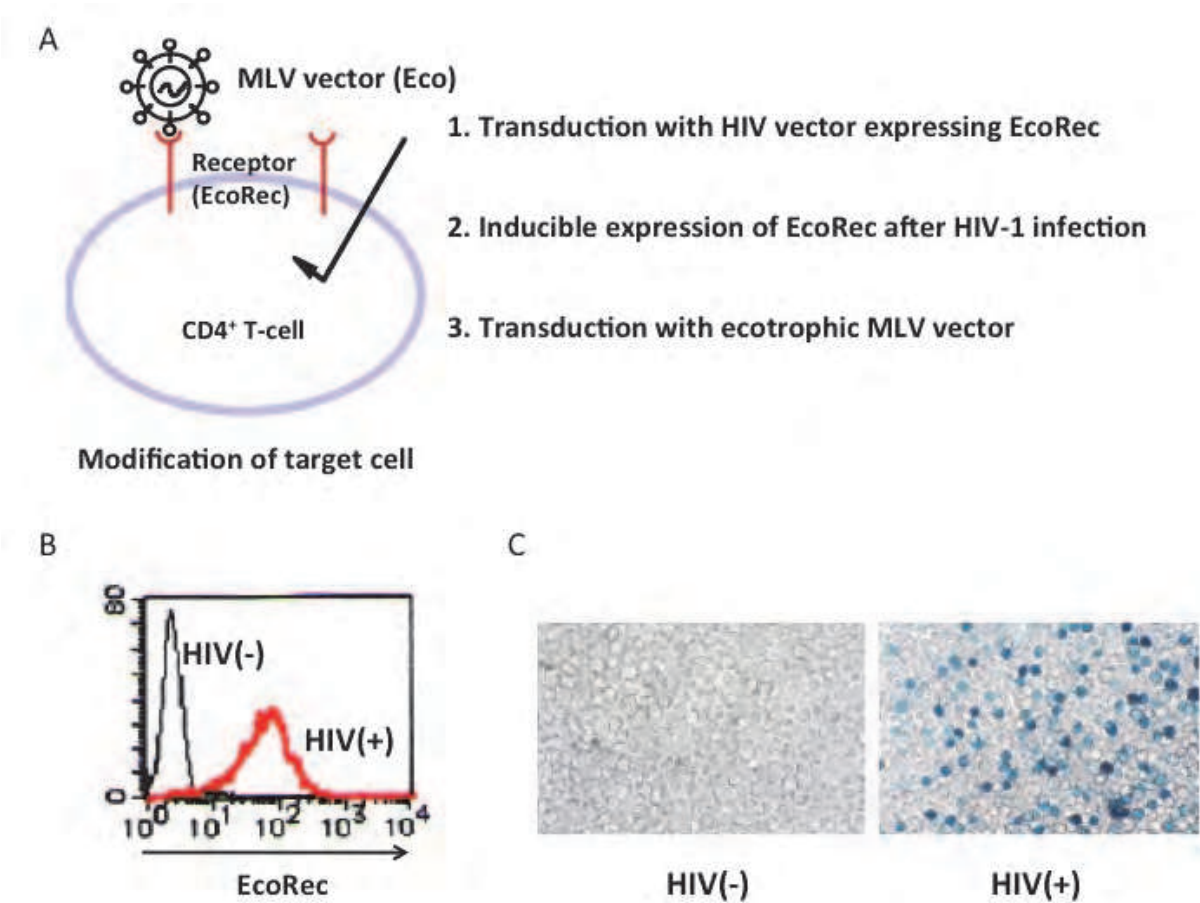 A
MLV vector (Eco)
1. Transduction with HIV vector expressing EcoRec
Receptor
(EcoRec)
2. Inducible expression of EcoRec after HIV-1 infection
CD4⁺ T-cell
3. Transduction with ecotrophic MLV vector
Modification of target cell
B
80
HIV(-)
HIV(+)
0
10⁰ 10¹ 10² 10³ 10⁴
EcoRec
C
HIV(-)
HIV(+)